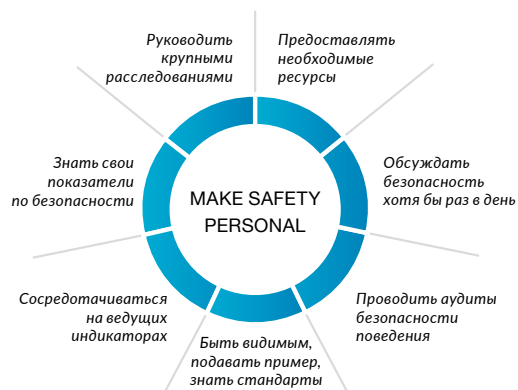 Руководить
крупными
расследованиями
Предоставлять
необходимые
ресурсы
Знать свои
показатели
по безопасности
MAKE SAFETY
PERSONAL
Обсуждать
безопасность
хотя бы раз в день
Сосредотачиваться
на ведущих
индикаторах
Быть видимым,
подавать пример,
знать стандарты
Проводить аудиты
безопасности
поведения